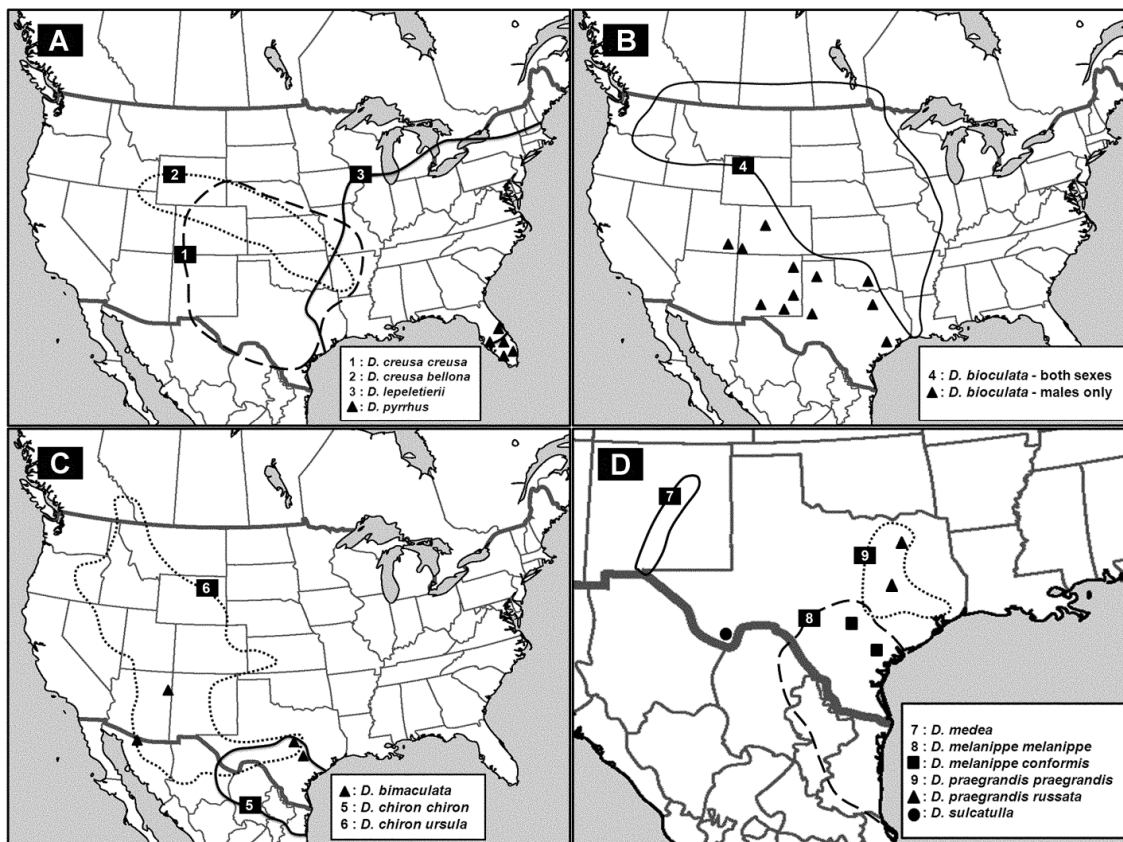 A
2
3
1
1 : D. creusa creusa
2 : D. creusa bellona
3 : D. lepeletierii
▲ : D. pyrrhus
B
4
4 : D. bioculata - both sexes
▲ : D. bioculata - males only
C
6
5
▲ : D. bimaculata
5 : D. chiron chiron
6 : D. chiron ursula
D
7
9
8
7 : D. medea
8 : D. melanippe melanippe
■ : D. melanippe conformis
9 : D. praegrandis praegrandis
▲ : D. praegrandis russata
● : D. sulcatulla